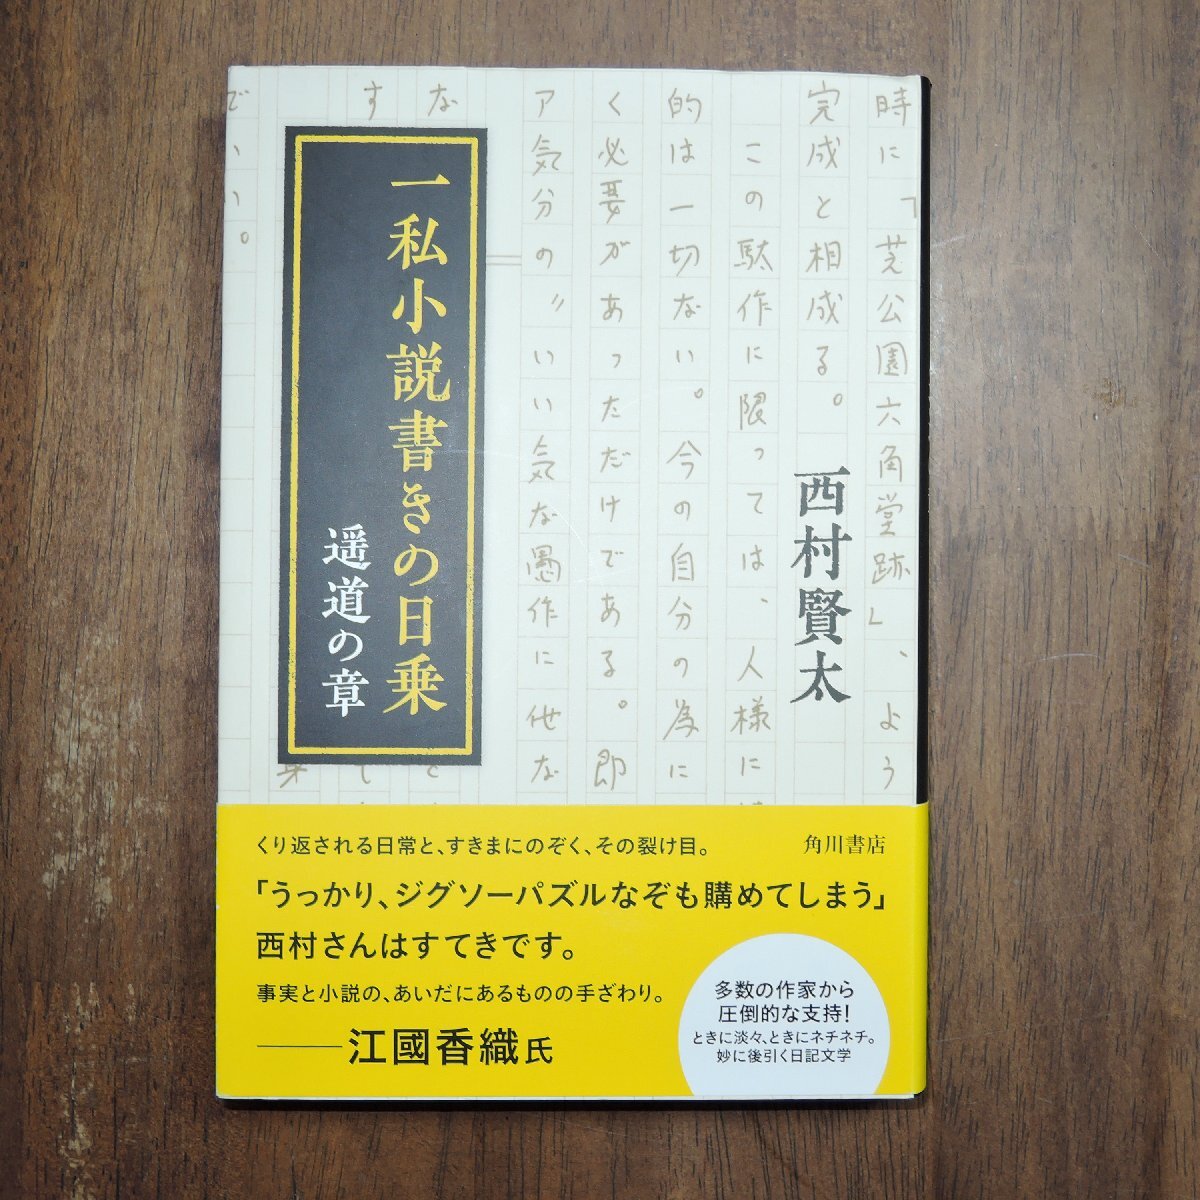 一私小説書きの日乗
遥道の章
西村賢太
時に「芝公園六角堂跡」、よう
完成と相成る。
この駄作に限っては、人様に
的は一切ない。今の自分の為に
く必要があっただけである。即
ア気分の〃いい気な愚作に他な
な
す
で
い。
くり返される日常と、すきまにのぞく、その裂け目。
角川書店
「うっかり、ジグソーパズルなぞも購めてしまう」
西村さんはすてきです。
事実と小説の、あいだにあるものの手ざわり。
——江國香織氏
多数の作家から
圧倒的な支持!
ときに淡々、ときにネチネチ。
妙に後引く日記文学